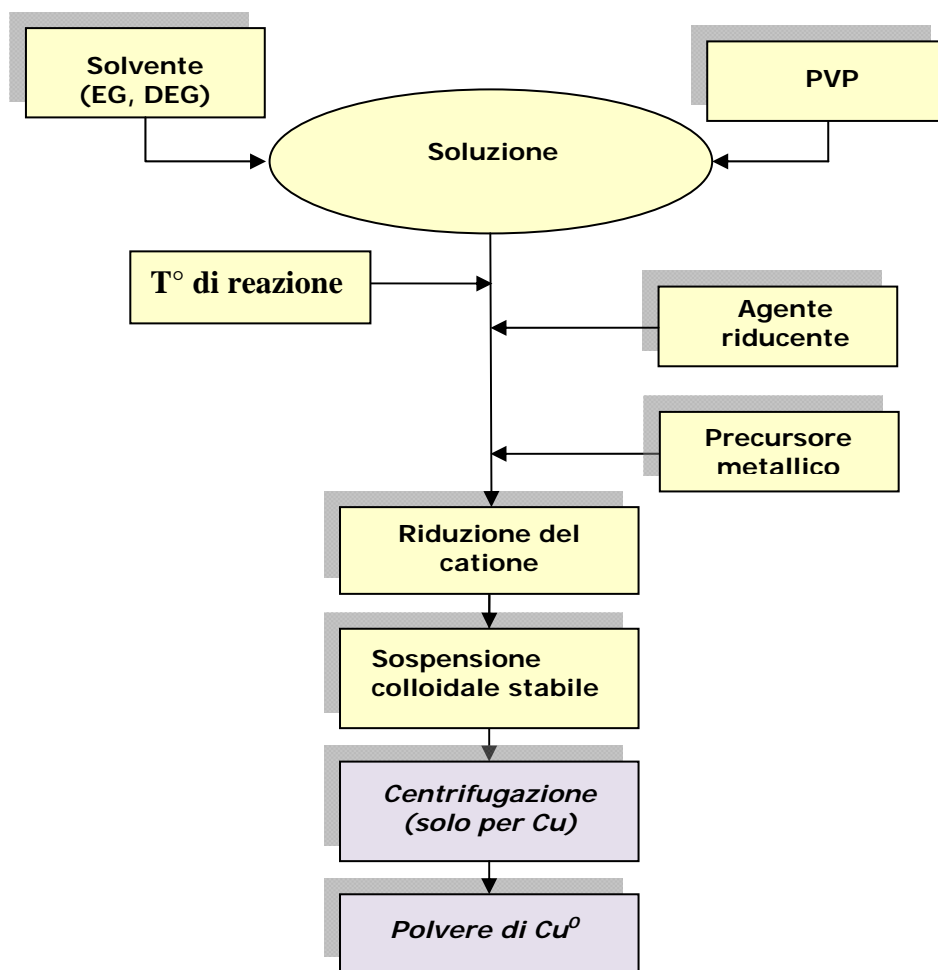 Solvente
(EG, DEG)
PVP
Soluzione
T° di reazione
Agente
riducente
Precursore
metallico
Riduzione del
catione
Sospensione
colloidale stabile
Centrifugazione
(solo per Cu)
Polvere di Cu⁰